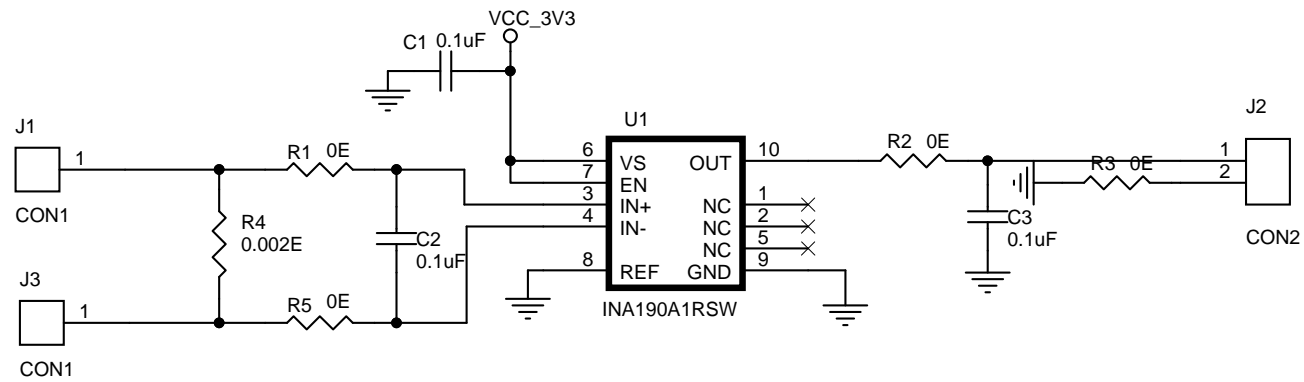 VCC_3V3
C1 0.1uF
J1
1
CON1
R1 0E
R4
0.002E
C2
0.1uF
J3
1
CON1
R5 0E
U1
6 VS OUT 10
7 EN
3 IN+ NC 1
4 IN- NC 2
NC 5
8 REF GND 9
INA190A1RSW
R2 0E
C3
0.1uF
R3 0E
J2
1
2
CON2